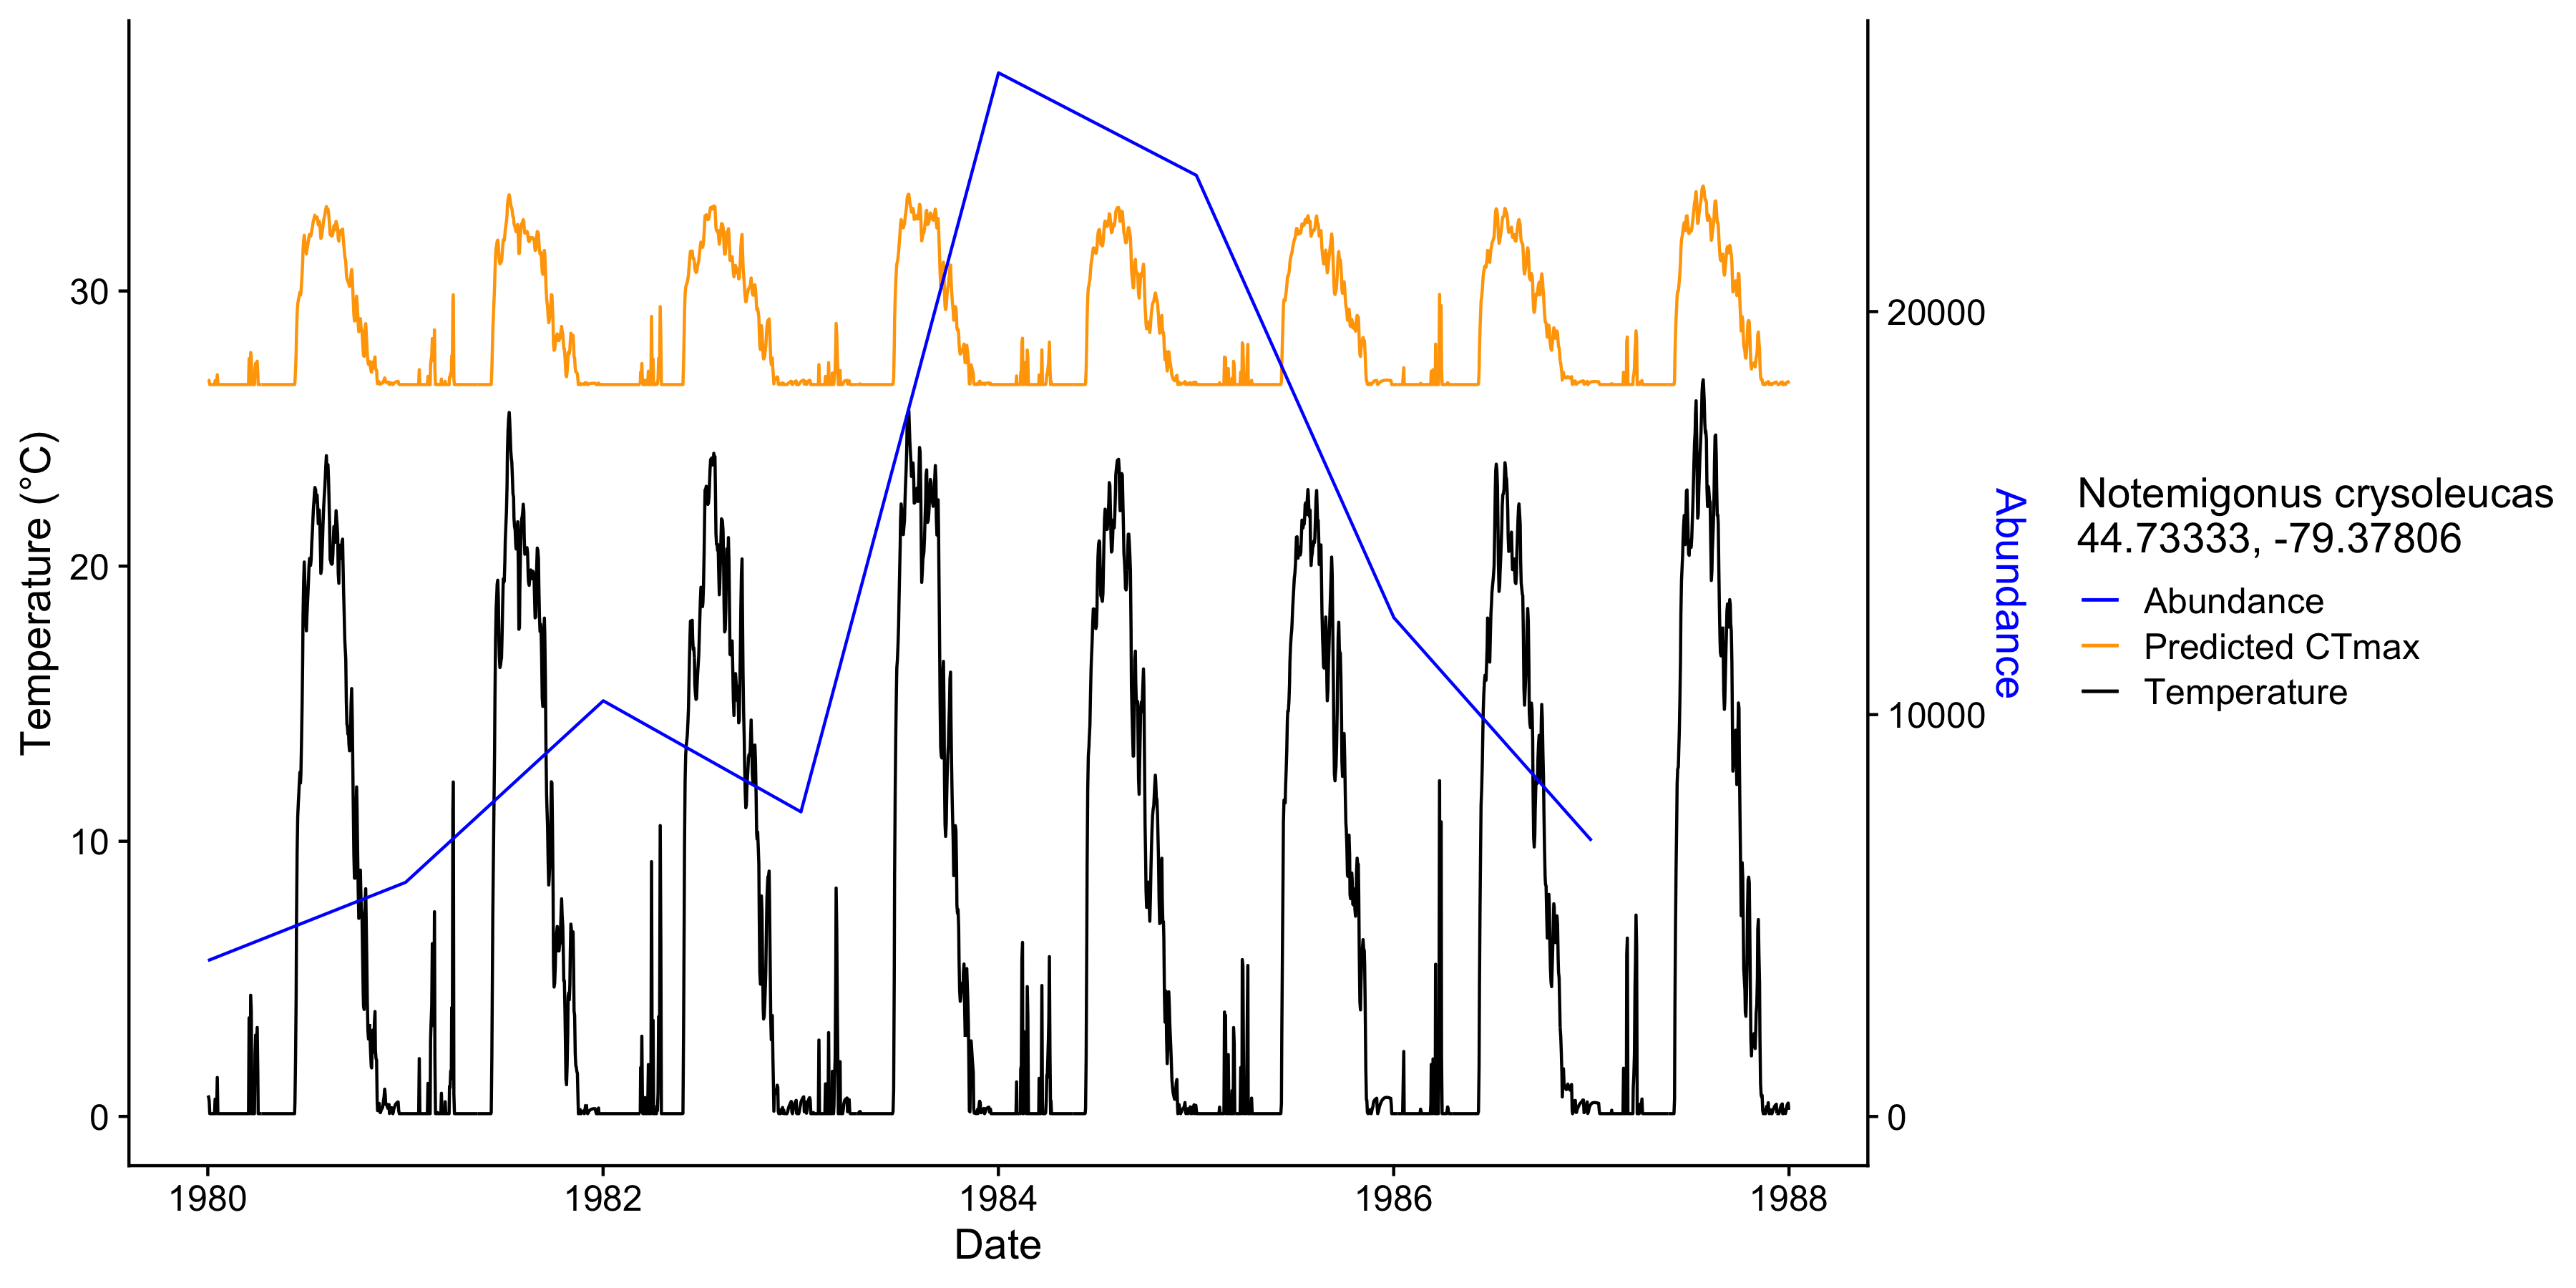 Temperature (°C)
30
20
10
0
1980
1982
1984
1986
1988
Date
20000
10000
0
Abundance
Notemigonus crysoleucas
44.73333, -79.37806
Abundance
Predicted CTmax
Temperature